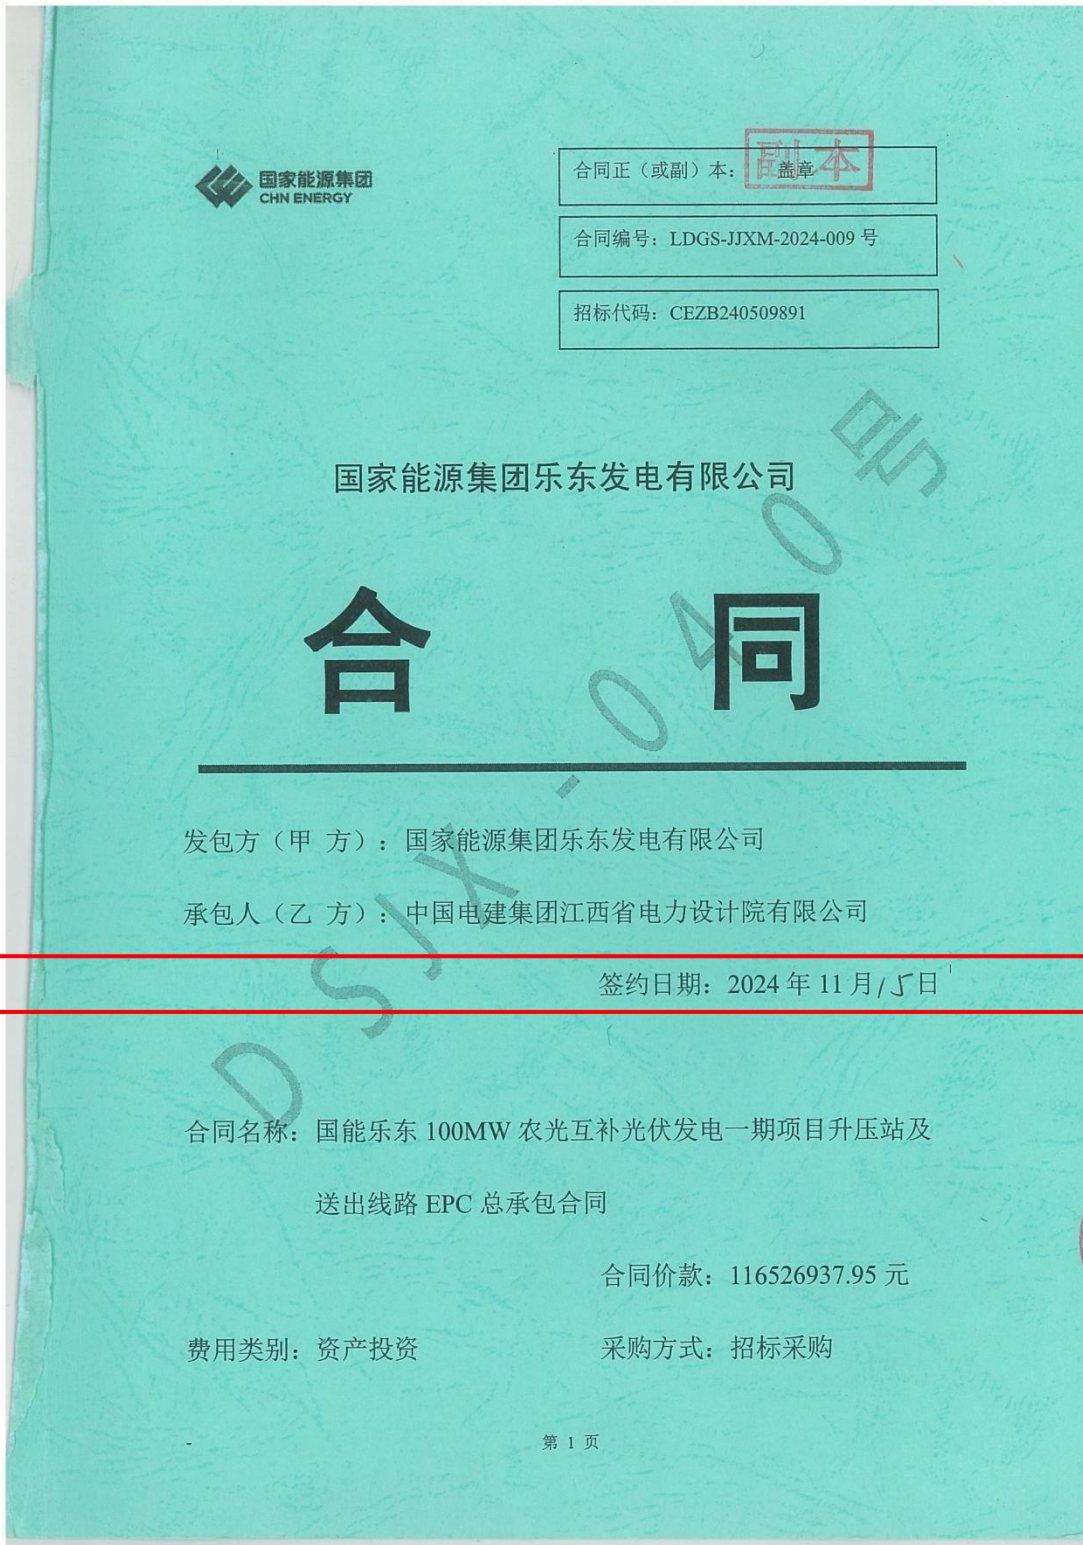 国家能源集团
CHN ENERGY
副本
合同正（或副）本： 盖章
合同编号：LDGS-JJXM-2024-009 号
招标代码：CEZB240509891
国家能源集团乐东发电有限公司
合 同
发包方（甲 方）：国家能源集团乐东发电有限公司
承包人（乙 方）：中国电建集团江西省电力设计院有限公司
签约日期：2024 年 11 月15日
合同名称：国能乐东 100MW 农光互补光伏发电一期项目升压站及
送出线路 EPC 总承包合同
合同价款：116526937.95 元
费用类别：资产投资 采购方式：招标采购
第 1 页
DSJX-040号